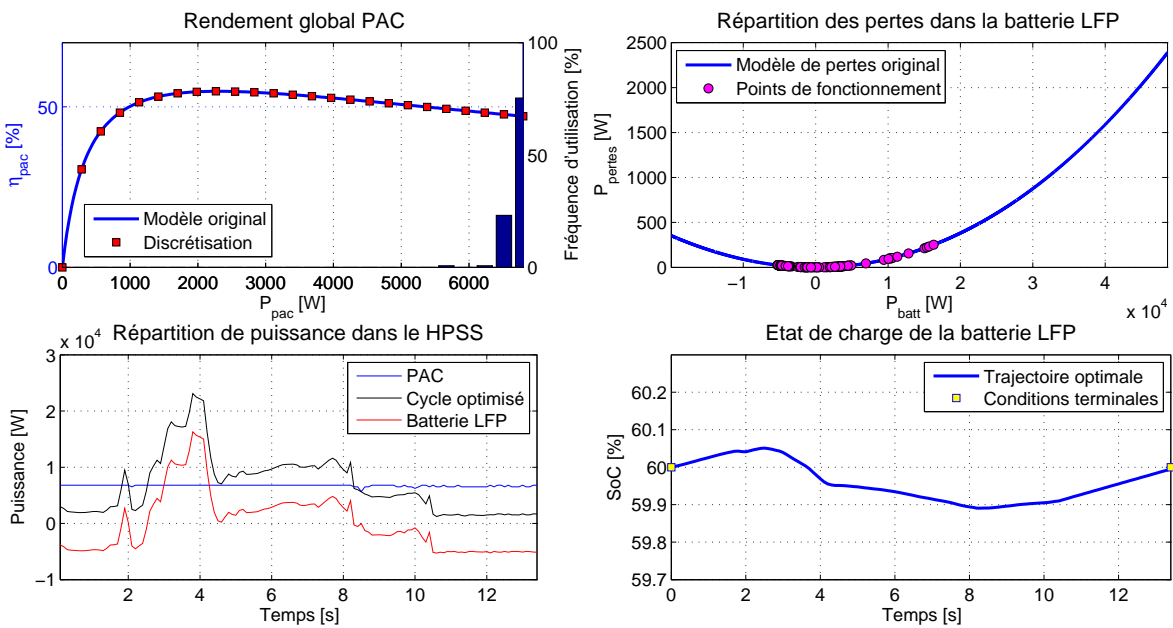 Rendement global PAC
100
50
0
50
0
η_pac [%]
Fréquence d'utilisation [%]
Modèle original
Discrétisation
0 1000 2000 3000 4000 5000 6000
P_pac [W]
Répartition des pertes dans la batterie LFP
2500
2000
1500
1000
500
0
P_pertes [W]
Modèle de pertes original
Points de fonctionnement
−1 0 1 2 3 4
P_batt [W]
x 10^4
Répartition de puissance dans le HPSS
x 10^4
3
2
1
0
−1
Puissance [W]
PAC
Cycle optimisé
Batterie LFP
2 4 6 8 10 12
Temps [s]
Etat de charge de la batterie LFP
60.2
60.1
60
59.9
59.8
59.7
SoC [%]
Trajectoire optimale
Conditions terminales
0 2 4 6 8 10 12
Temps [s]